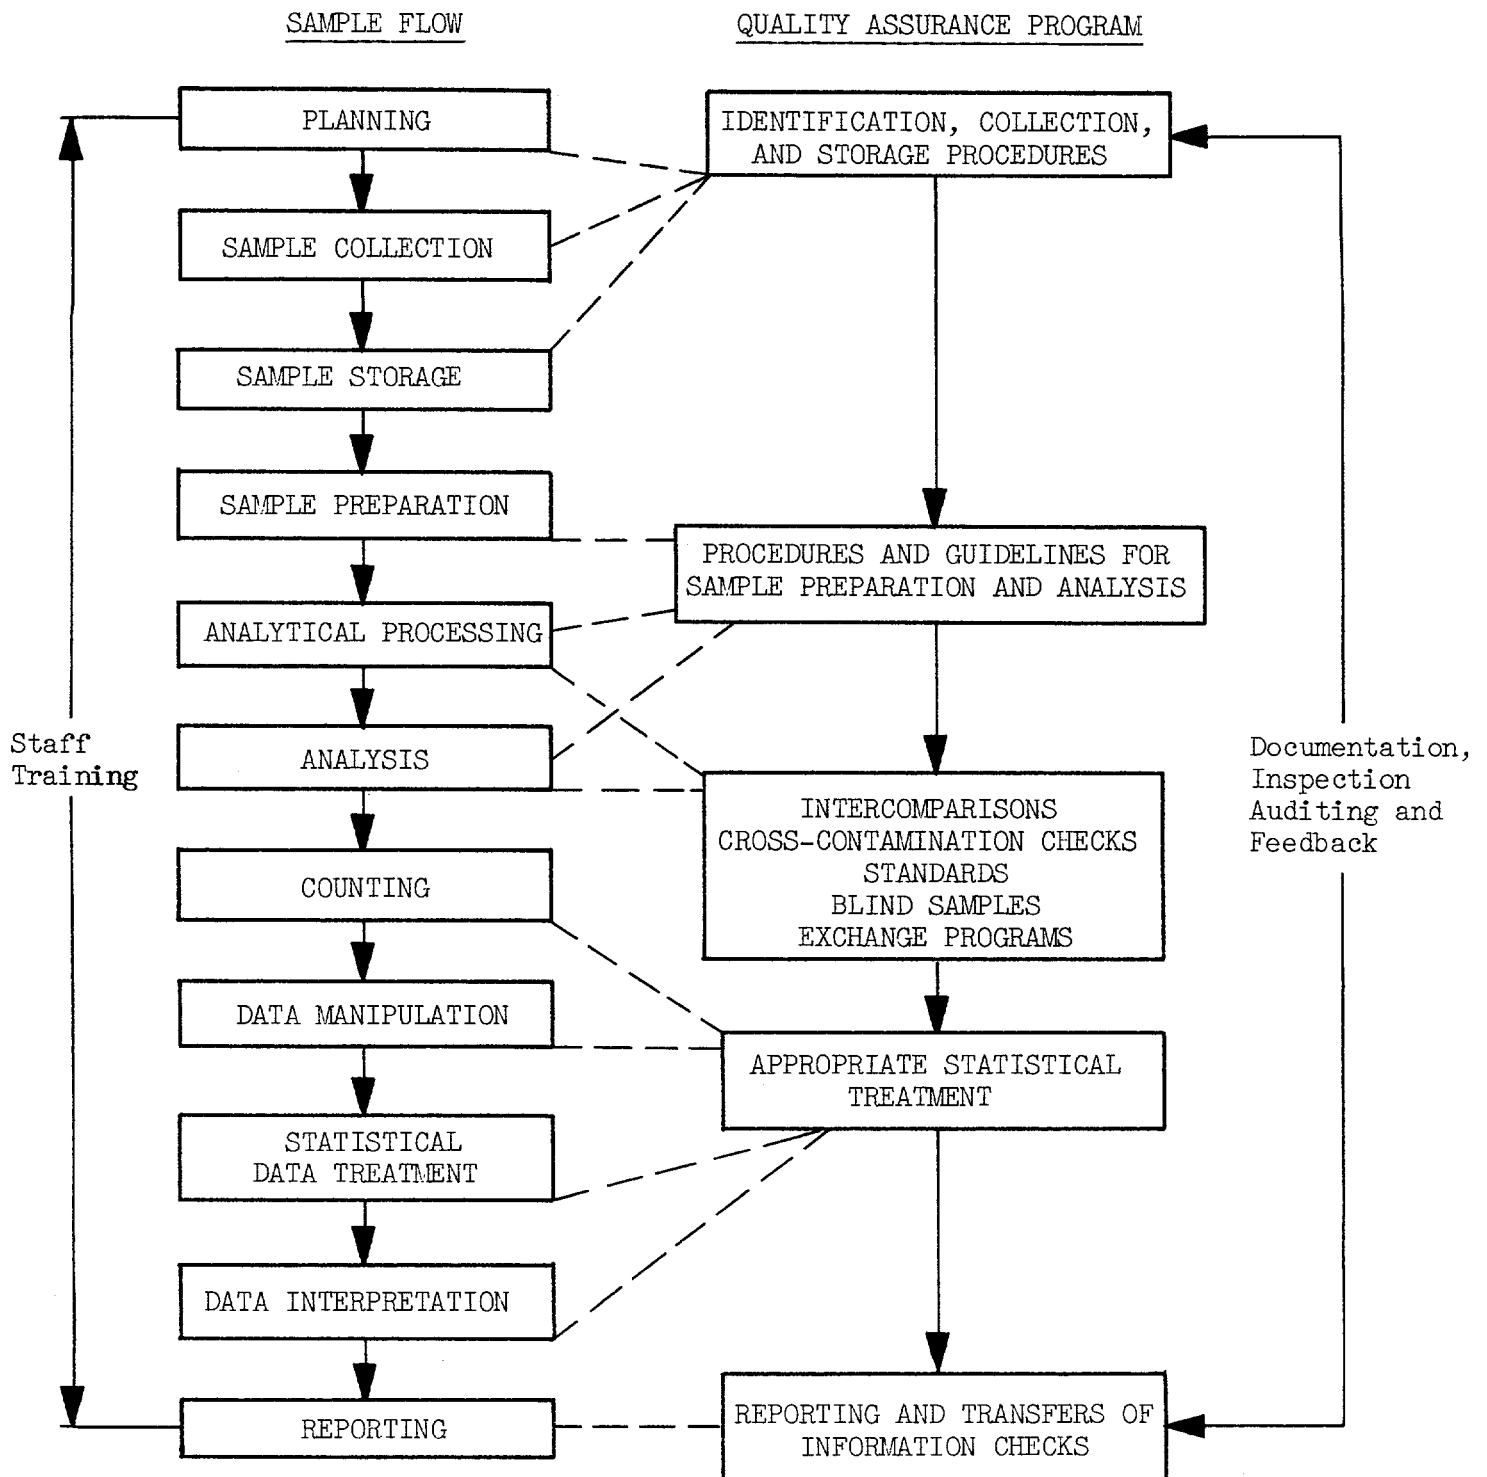 SAMPLE FLOW
QUALITY ASSURANCE PROGRAM
PLANNING
IDENTIFICATION, COLLECTION,
AND STORAGE PROCEDURES
SAMPLE COLLECTION
SAMPLE STORAGE
SAMPLE PREPARATION
PROCEDURES AND GUIDELINES FOR
SAMPLE PREPARATION AND ANALYSIS
ANALYTICAL PROCESSING
Staff
Training
ANALYSIS
Documentation,
Inspection
Auditing and
Feedback
INTERCOMPARISONS
CROSS-CONTAMINATION CHECKS
STANDARDS
BLIND SAMPLES
EXCHANGE PROGRAMS
COUNTING
DATA MANIPULATION
APPROPRIATE STATISTICAL
TREATMENT
STATISTICAL
DATA TREATMENT
DATA INTERPRETATION
REPORTING
REPORTING AND TRANSFERS OF
INFORMATION CHECKS